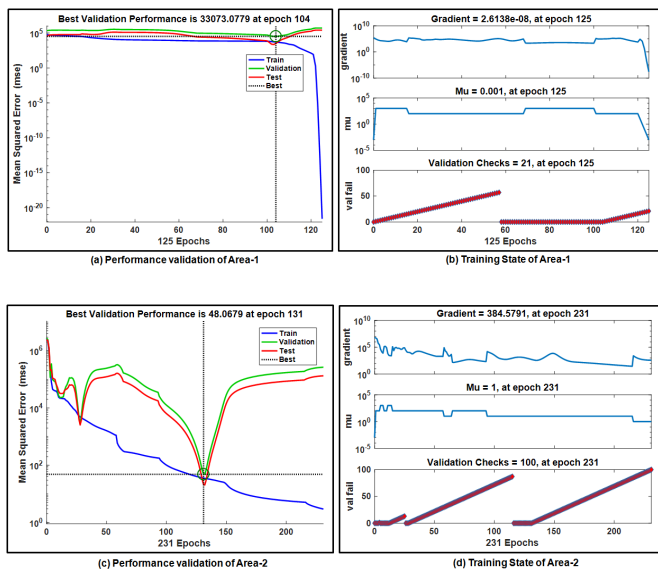 Best Validation Performance is 33073.0779 at epoch 104
Mean Squared Error (mse)
10^5
10^0
10^-5
10^-10
10^-15
10^-20
Train
Validation
Test
Best
0 20 40 60 80 100 120
125 Epochs
(a) Performance validation of Area-1
Gradient = 2.6138e-08, at epoch 125
gradient
10^10
10^0
10^-10
Mu = 0.001, at epoch 125
mu
10^5
10^0
10^-5
Validation Checks = 21, at epoch 125
val fail
100
50
0
0 20 40 60 80 100 120
125 Epochs
(b) Training State of Area-1
Best Validation Performance is 48.0679 at epoch 131
Mean Squared Error (mse)
10^6
10^4
10^2
10^0
Train
Validation
Test
Best
0 50 100 150 200
231 Epochs
(c) Performance validation of Area-2
Gradient = 384.5791, at epoch 231
gradient
10^10
10^5
10^0
Mu = 1, at epoch 231
mu
10^5
10^0
10^-5
Validation Checks = 100, at epoch 231
val fail
100
50
0
0 50 100 150 200
231 Epochs
(d) Training State of Area-2